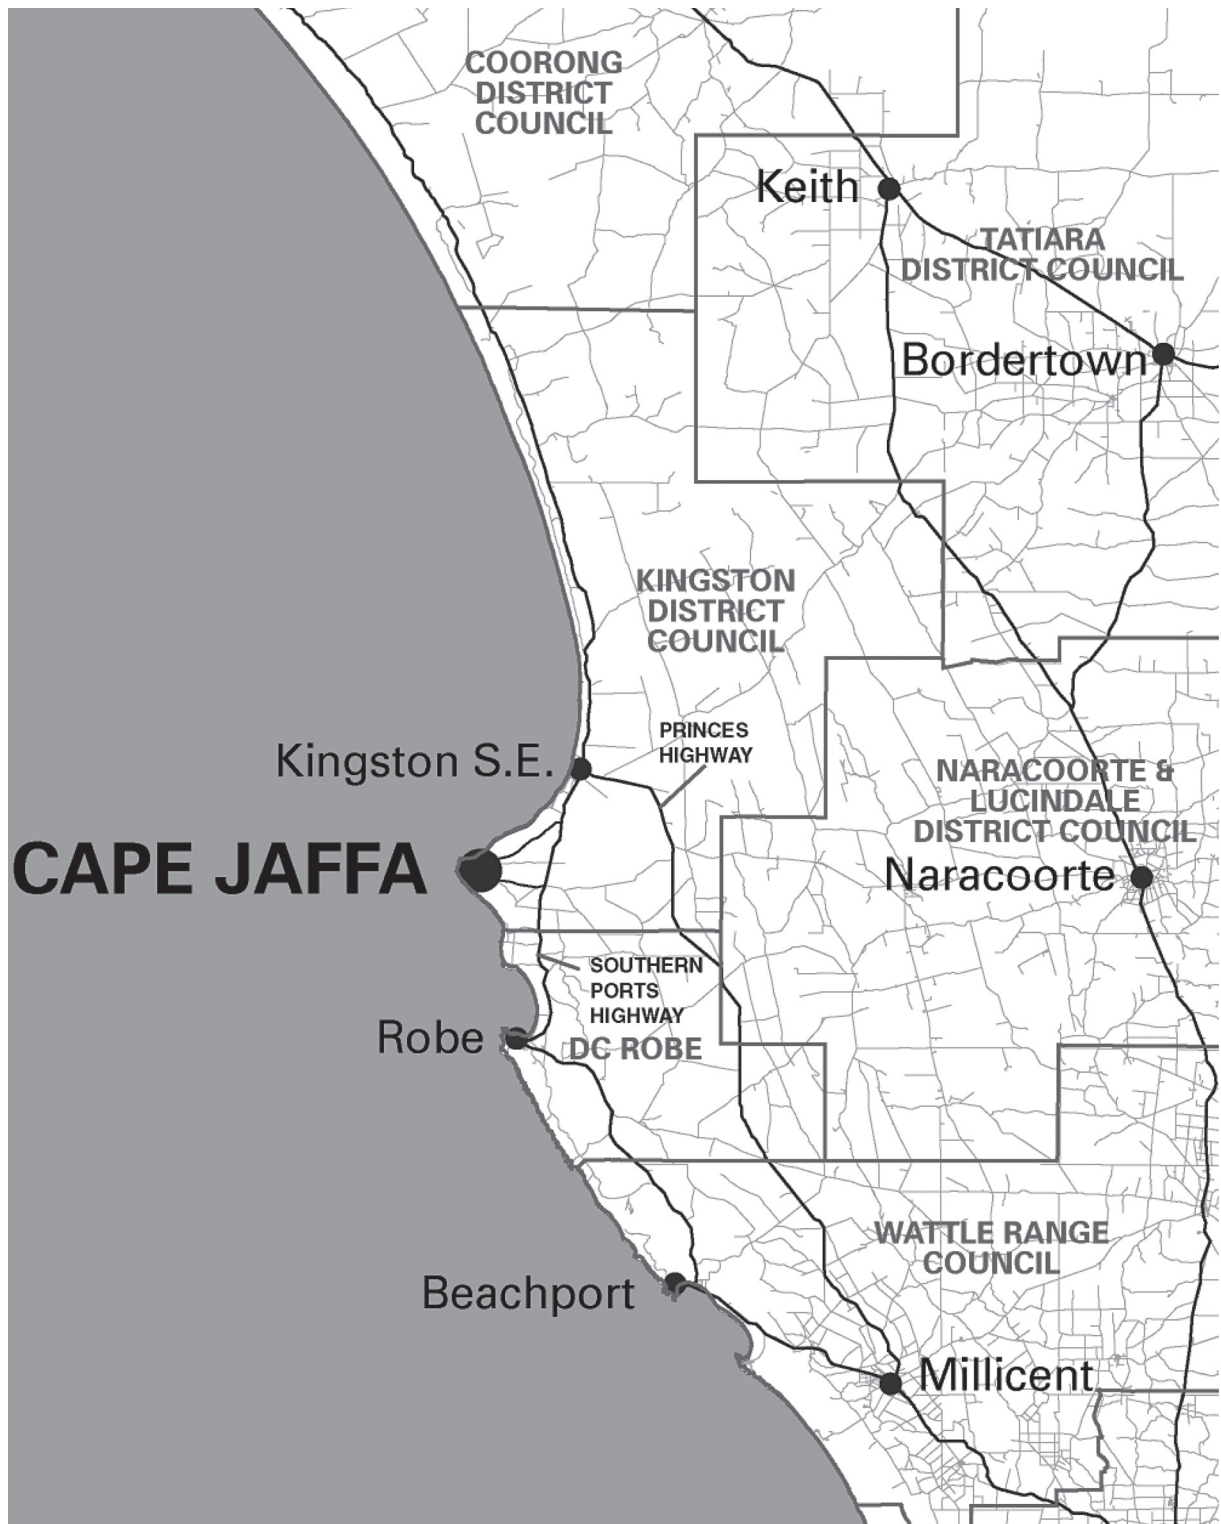 COORONG
DISTRICT
COUNCIL
Keith
TATIARA
DISTRICT COUNCIL
Bordertown
KINGSTON
DISTRICT
COUNCIL
PRINCES
HIGHWAY
Kingston S.E.
NARACOORTE &
LUCINDALE
DISTRICT COUNCIL
CAPE JAFFA
Naracoorte
SOUTHERN
PORTS
HIGHWAY
Robe
DC ROBE
WATTLE RANGE
COUNCIL
Beachport
Millicent